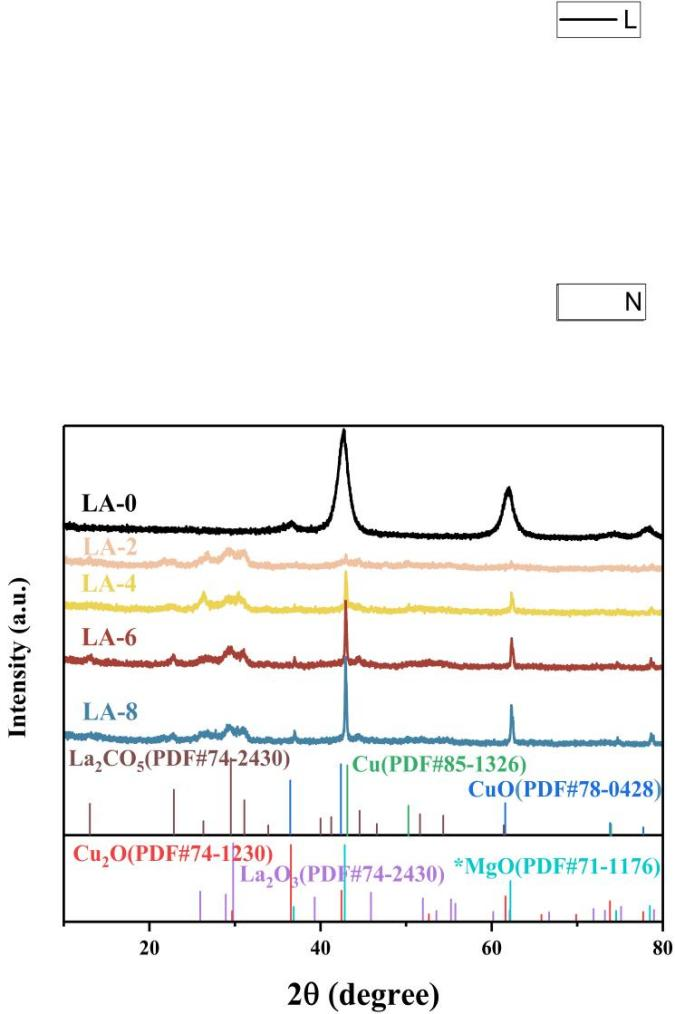 L
N
LA-0
LA-2
LA-4
LA-6
LA-8
Intensity (a.u.)
La₂CO₅(PDF#74-2430)
Cu(PDF#85-1326)
CuO(PDF#78-0428)
Cu₂O(PDF#74-1230)
La₂O₃(PDF#74-2430)
*MgO(PDF#71-1176)
20 40 60 80
2θ (degree)